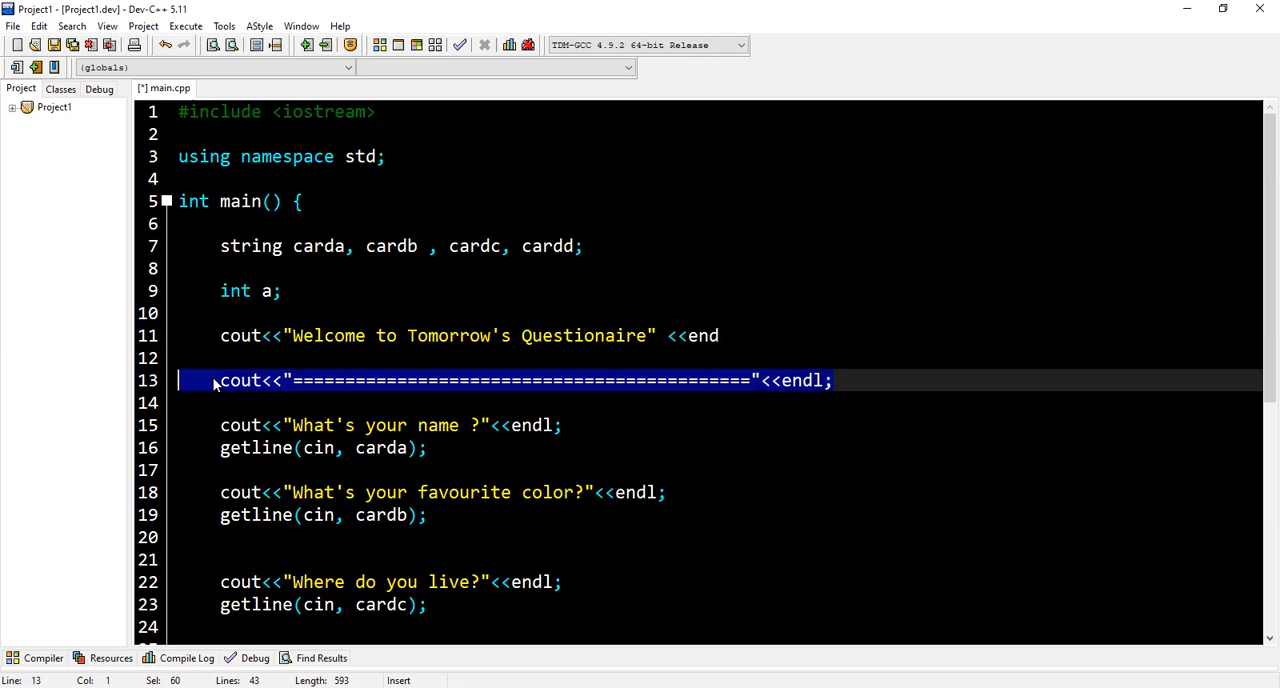 Project1 - [Project1.dev] - Dev-C++ 5.11
File Edit Search View Project Execute Tools AStyle Window Help
TDM-GCC 4.9.2 64-bit Release
(globals)
Project Classes Debug
[*] main.cpp
Project1
1 #include <iostream>
2
3 using namespace std;
4
5 int main() {
6
7 string carda, cardb , cardc, cardd;
8
9 int a;
10
11 cout<<"Welcome to Tomorrow's Questionaire" <<end
12
13 cout<<"============================================"<<endl;
14
15 cout<<"What's your name ?"<<endl;
16 getline(cin, carda);
17
18 cout<<"What's your favourite color?"<<endl;
19 getline(cin, cardb);
20
21
22 cout<<"Where do you live?"<<endl;
23 getline(cin, cardc);
24
Compiler Resources Compile Log Debug Find Results
Line: 13 Col: 1 Sel: 60 Lines: 43 Length: 593 Insert